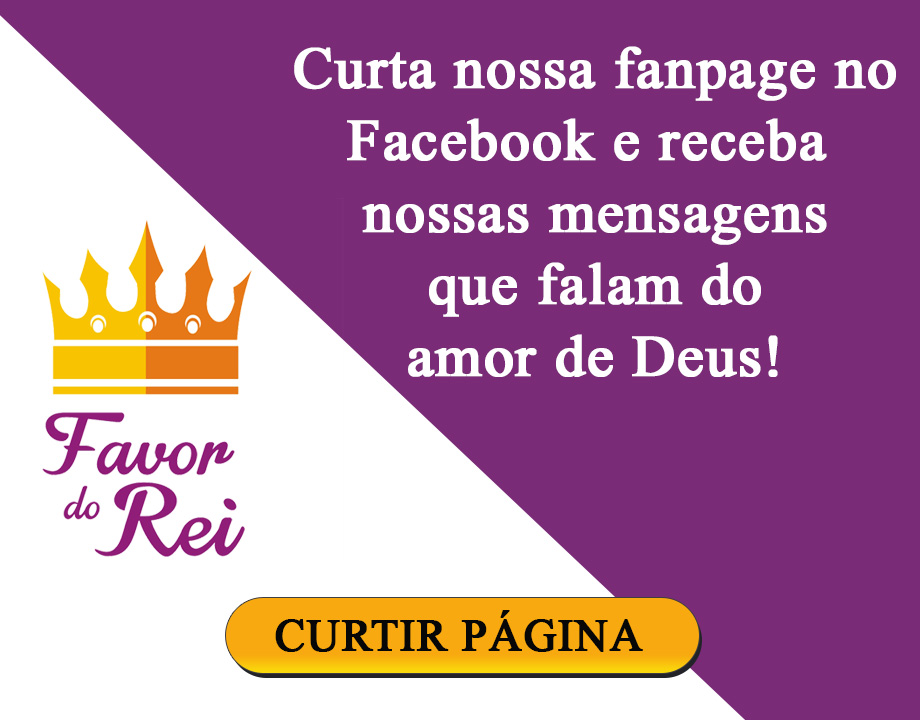 Curta nossa fanpage no
Facebook e receba
nossas mensagens
que falam do
amor de Deus!
Favor
do Rei
CURTIR PÁGINA